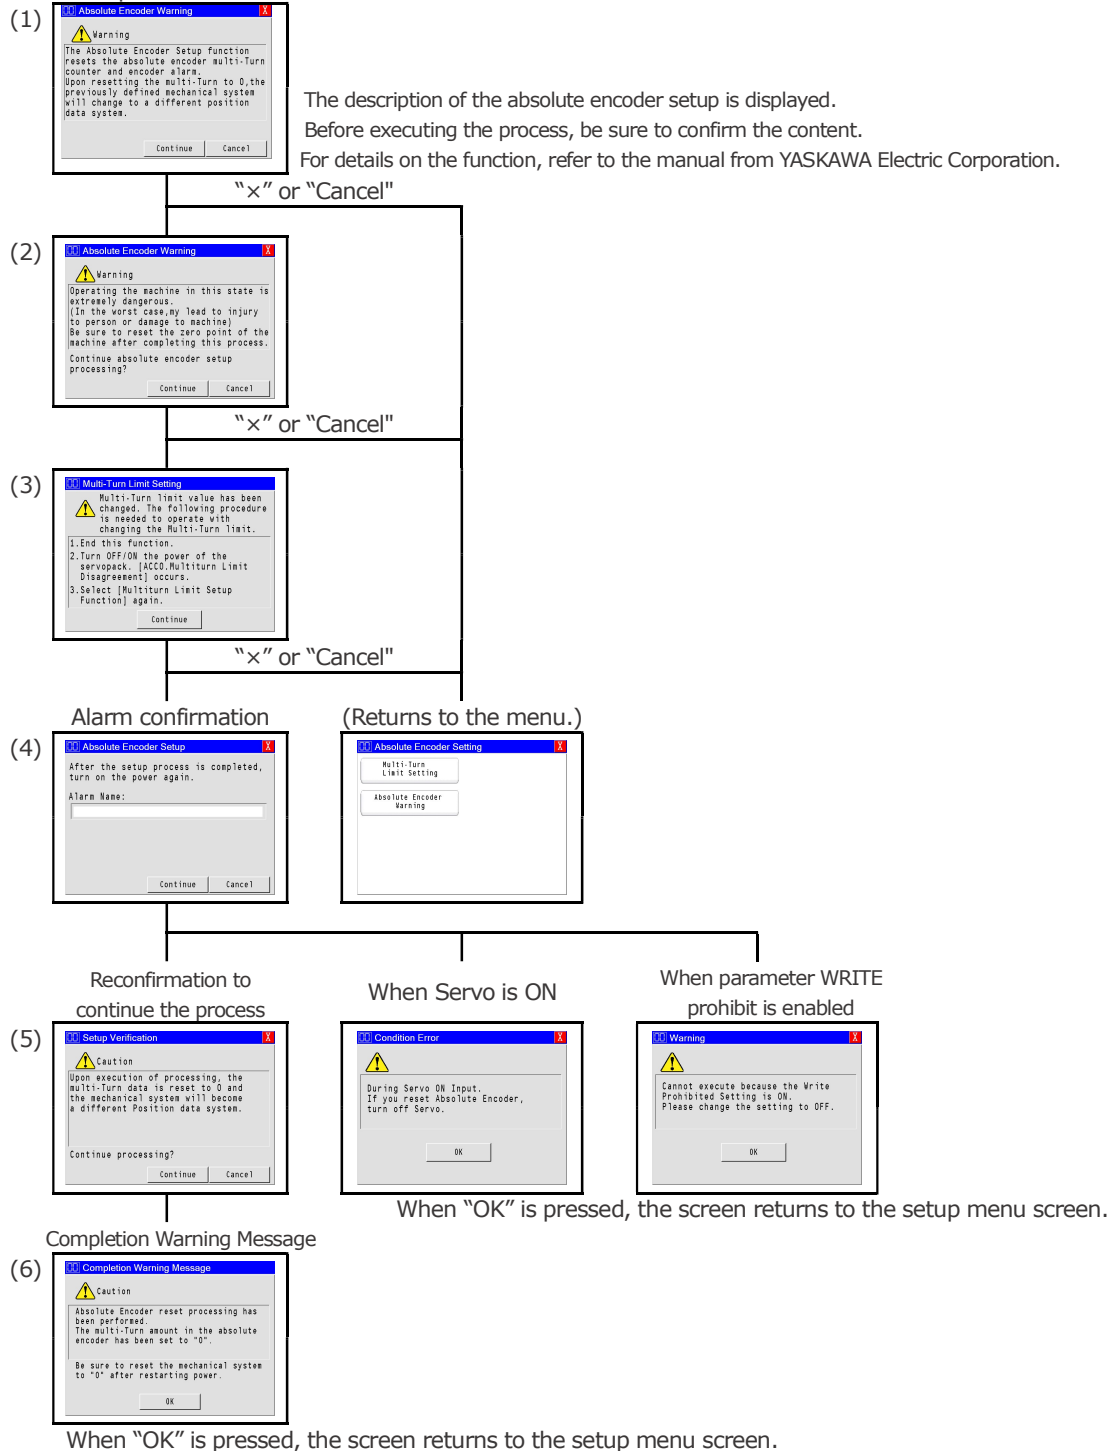 (1)
Absolute Encoder Warning
X
Warning
The Absolute Encoder Setup function
resets the absolute encoder multi-Turn
counter and encoder alarm.
Upon resetting the multi-Turn to 0,the
previously defined mechanical system
will change to a different position
data system.
Continue
Cancel
The description of the absolute encoder setup is displayed.
Before executing the process, be sure to confirm the content.
For details on the function, refer to the manual from YASKAWA Electric Corporation.
“×” or “Cancel"
(2)
Absolute Encoder Warning
X
Warning
Operating the machine in this state is
extremely dangerous.
(In the worst case,my lead to injury
to person or damage to machine)
Be sure to reset the zero point of the
machine after completing this process.
Continue absolute encoder setup
processing?
Continue
Cancel
“×” or “Cancel"
(3)
Multi-Turn Limit Setting
Multi-Turn limit value has been
changed. The following procedure
is needed to operate with
changing the Multi-Turn limit.
1.End this function.
2.Turn OFF/ON the power of the
servopack. [ACC0.Multiturn Limit
Disagreement] occurs.
3.Select [Multiturn Limit Setup
Function] again.
Continue
“×” or “Cancel"
Alarm confirmation
(Returns to the menu.)
(4)
Absolute Encoder Setup
X
After the setup process is completed,
turn on the power again.
Alarm Name:
Continue
Cancel
Absolute Encoder Setting
X
Multi-Turn
Limit Setting
Absolute Encoder
Warning
Reconfirmation to
continue the process
When Servo is ON
When parameter WRITE
prohibit is enabled
(5)
Setup Verification
X
Caution
Upon execution of processing, the
multi-Turn data is reset to 0 and
the mechanical system will become
a different Position data system.
Continue processing?
Continue
Cancel
Condition Error
X
During Servo ON Input.
If you reset Absolute Encoder,
turn off Servo.
OK
Warning
X
Cannot execute because the Write
Prohibited Setting is ON.
Please change the setting to OFF.
OK
When “OK” is pressed, the screen returns to the setup menu screen.
Completion Warning Message
(6)
Completion Warning Message
Caution
Absolute Encoder reset processing has
been performed.
The multi-Turn amount in the absolute
encoder has been set to "0".
Be sure to reset the mechanical system
to "0" after restarting power.
OK
When “OK” is pressed, the screen returns to the setup menu screen.